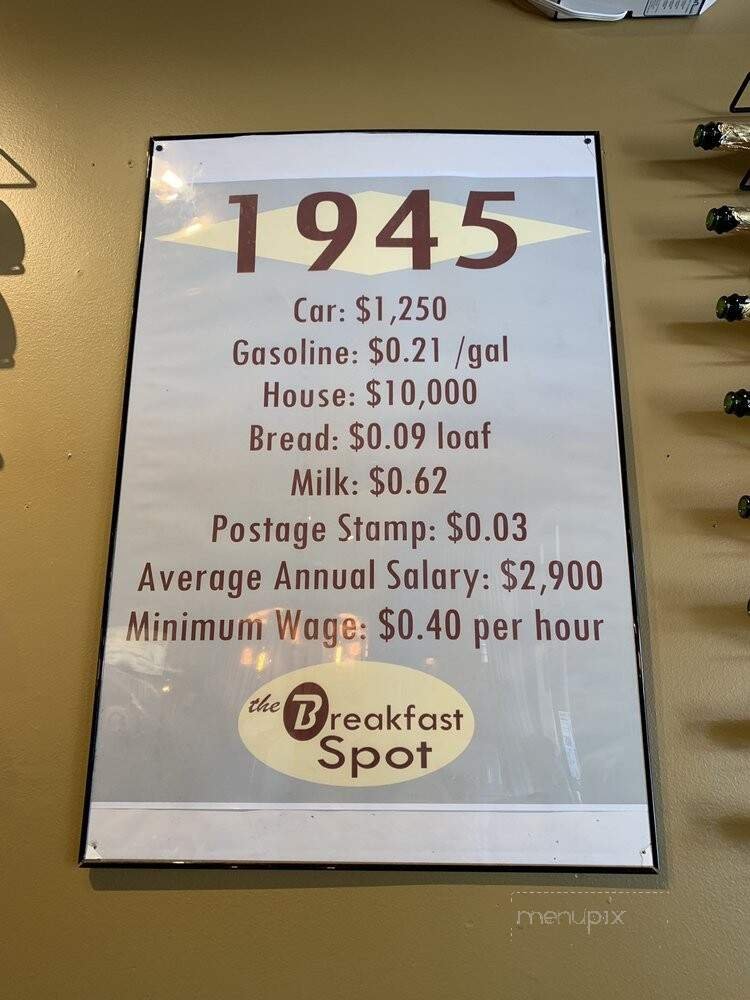 1945
Car: $1,250
Gasoline: $0.21 /gal
House: $10,000
Bread: $0.09 loaf
Milk: $0.62
Postage Stamp: $0.03
Average Annual Salary: $2,900
Minimum Wage: $0.40 per hour
the Breakfast
Spot
menupix